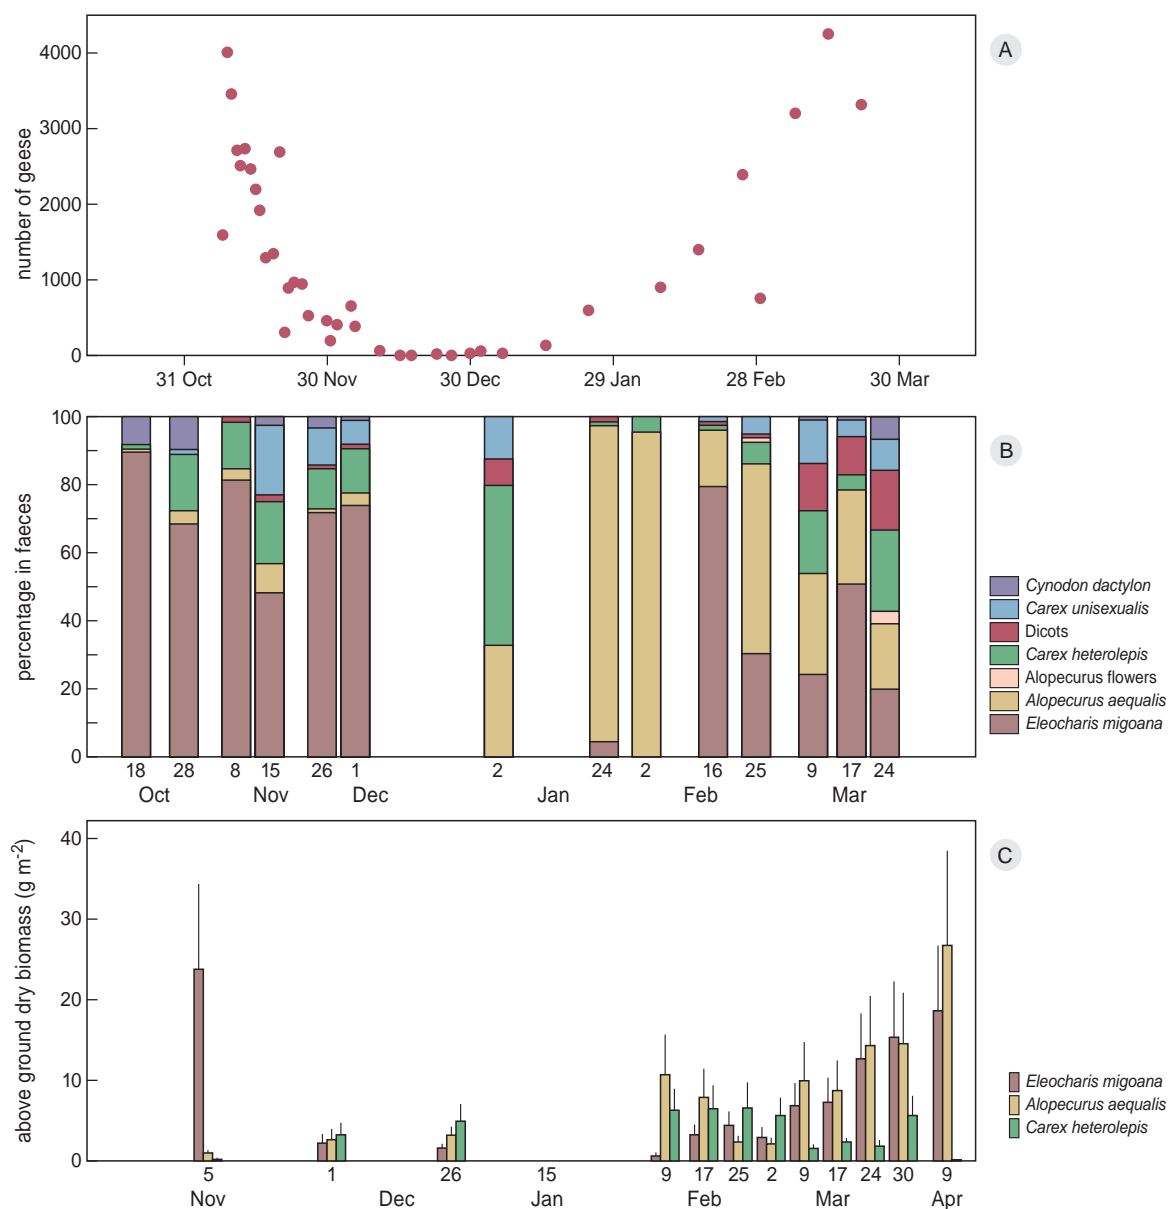 A
number of geese
4000
3000
2000
1000
0
31 Oct 30 Nov 30 Dec 29 Jan 28 Feb 30 Mar
B
percentage in faeces
100
80
60
40
20
0
18 28 8 15 26 1 2 24 2 16 25 9 17 24
Oct Nov Dec Jan Feb Mar
Cynodon dactylon
Carex unisexualis
Dicots
Carex heterolepis
Alopecurus flowers
Alopecurus aequalis
Eleocharis migoana
C
above ground dry biomass (g m-2)
40
30
20
10
0
5 1 26 15 9 17 25 2 9 17 24 30 9
Nov Dec Jan Feb Mar Apr
Eleocharis migoana
Alopecurus aequalis
Carex heterolepis